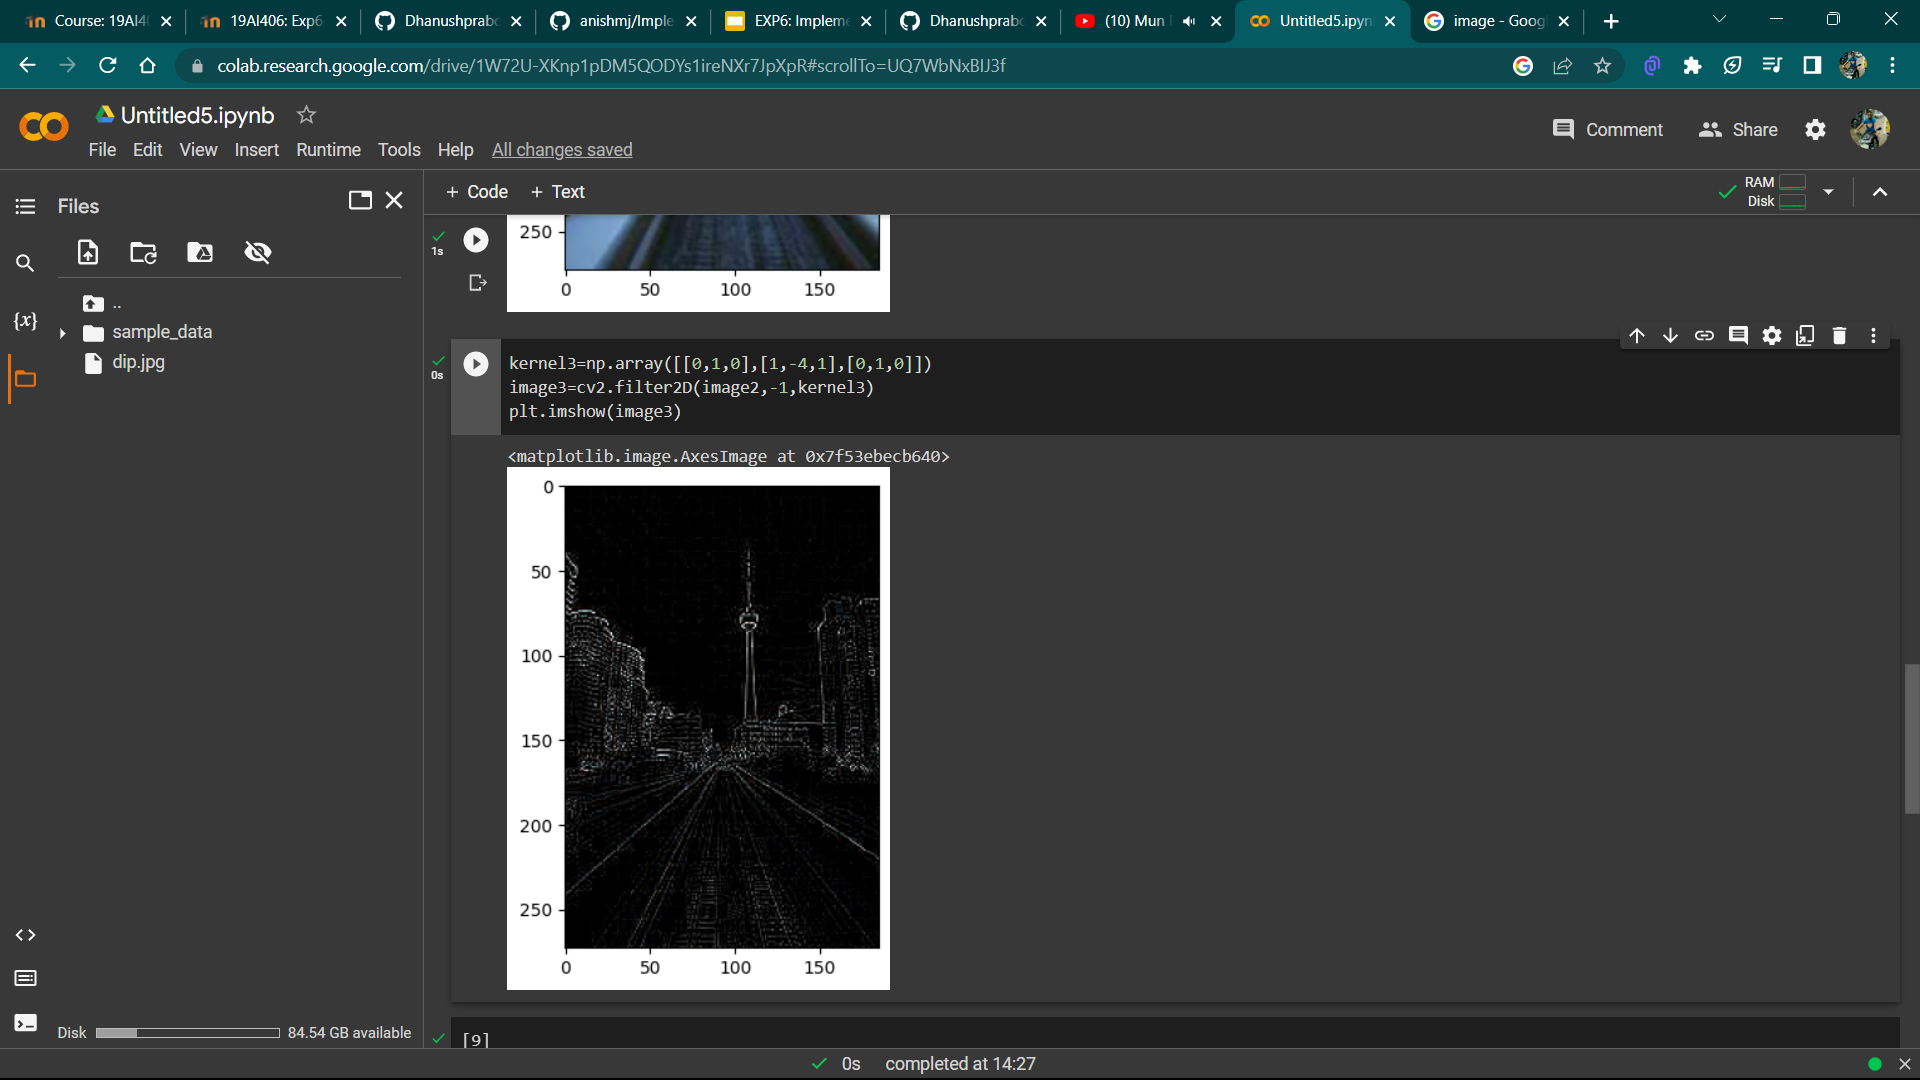 Course: 19AI4
19AI406: Exp6
Dhanushprabo
anishmj/Imple
EXP6: Implem
Dhanushprabo
(10) Mun
Untitled5.ipyn
image - Goog
colab.research.google.com/drive/1W72U-XKnp1pDM5QODYs1ireNXr7JpXpR#scrollTo=UQ7WbNxBIJ3f
Untitled5.ipynb
File Edit View Insert Runtime Tools Help All changes saved
Comment
Share
Files
+ Code + Text
RAM
Disk
..
sample_data
dip.jpg
1s
250
0 50 100 150
0s
kernel3=np.array([[0,1,0],[1,-4,1],[0,1,0]])
image3=cv2.filter2D(image2,-1,kernel3)
plt.imshow(image3)
<matplotlib.image.AxesImage at 0x7f53ebecb640>
0
50
100
150
200
250
0 50 100 150
{x}
Disk 84.54 GB available
[9]
0s completed at 14:27